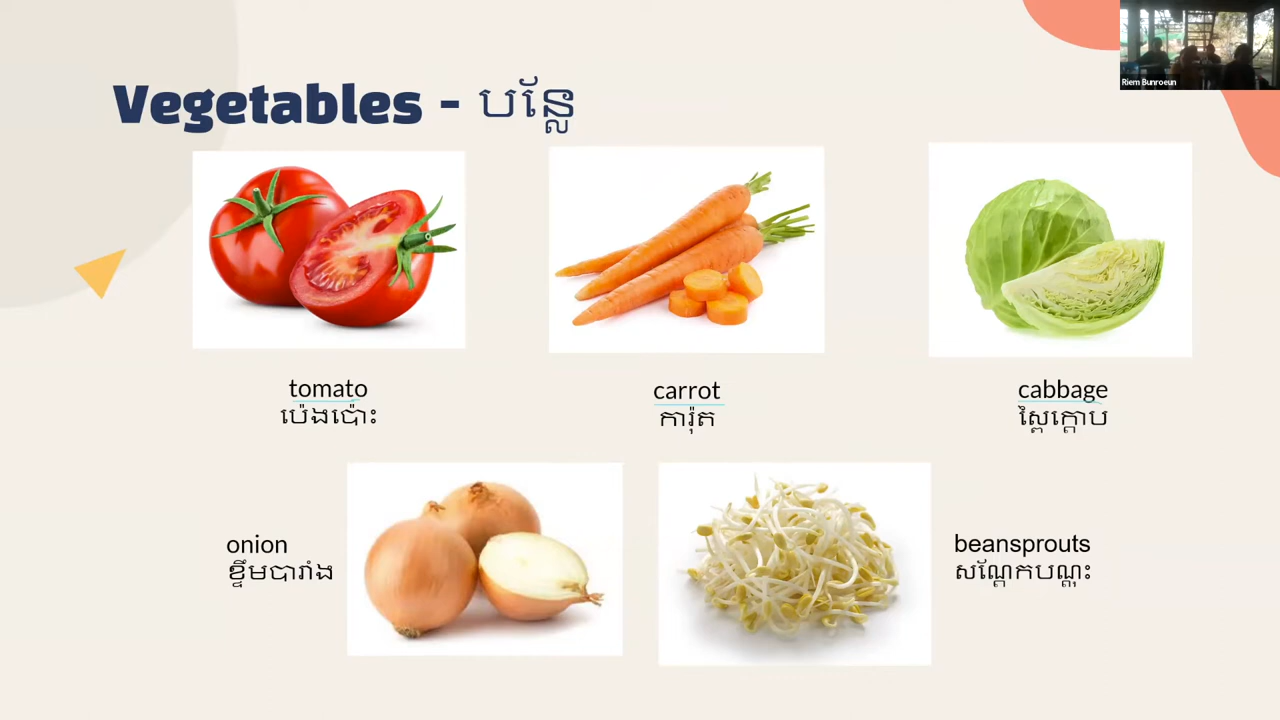 Vegetables - បន្លែ
Riem Bunroeun
tomato
ប៉េងប៉ោះ
carrot
ការ៉ុត
cabbage
ស្ពៃក្តោប
onion
ខ្ទឹមបារាំង
beansprouts
សណ្តែកបណ្តុះ